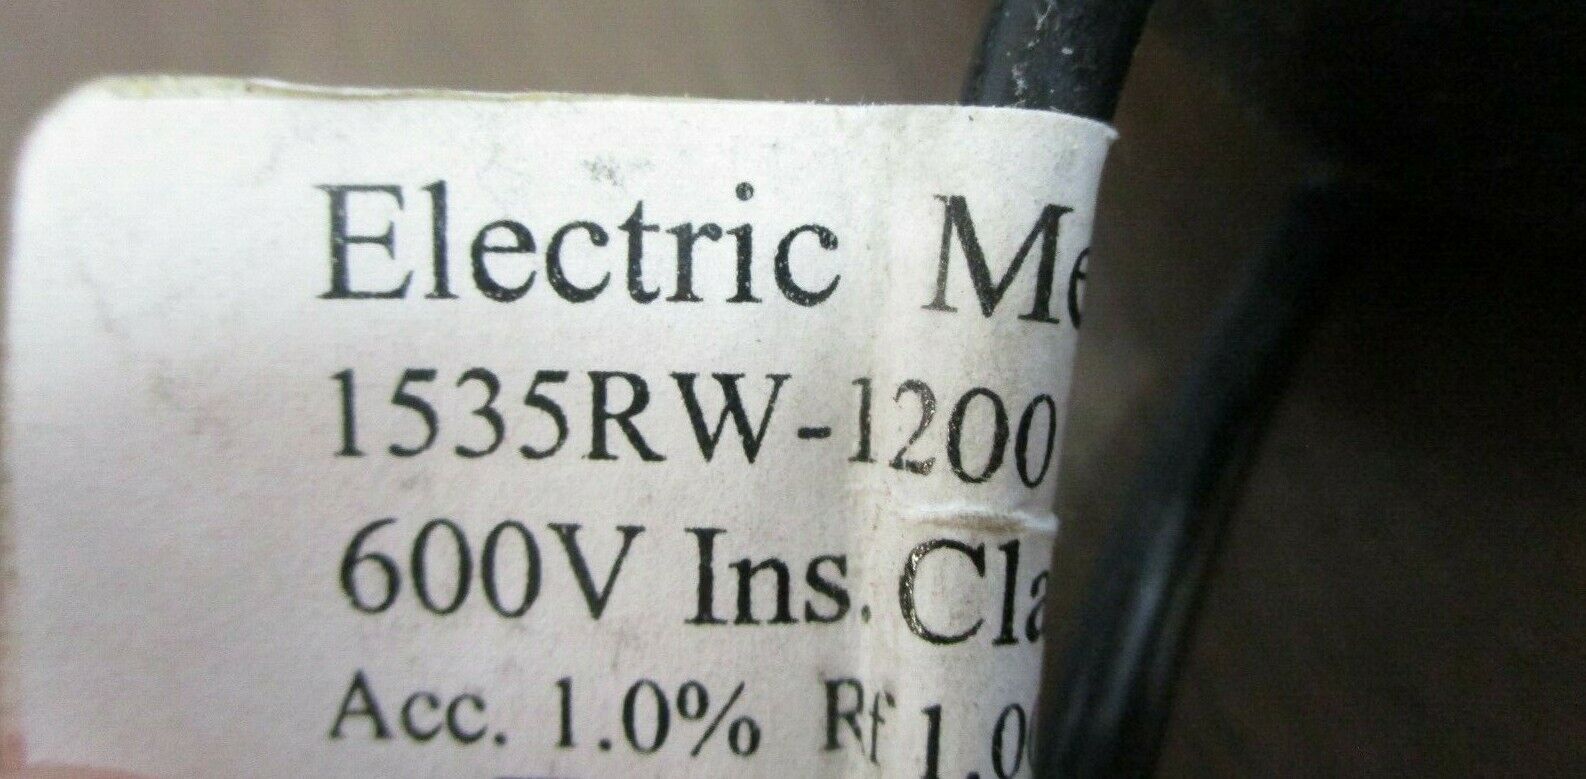 Electric Me
1535RW-1200
600V Ins. Cla
Acc. 1.0% Rf 1.0